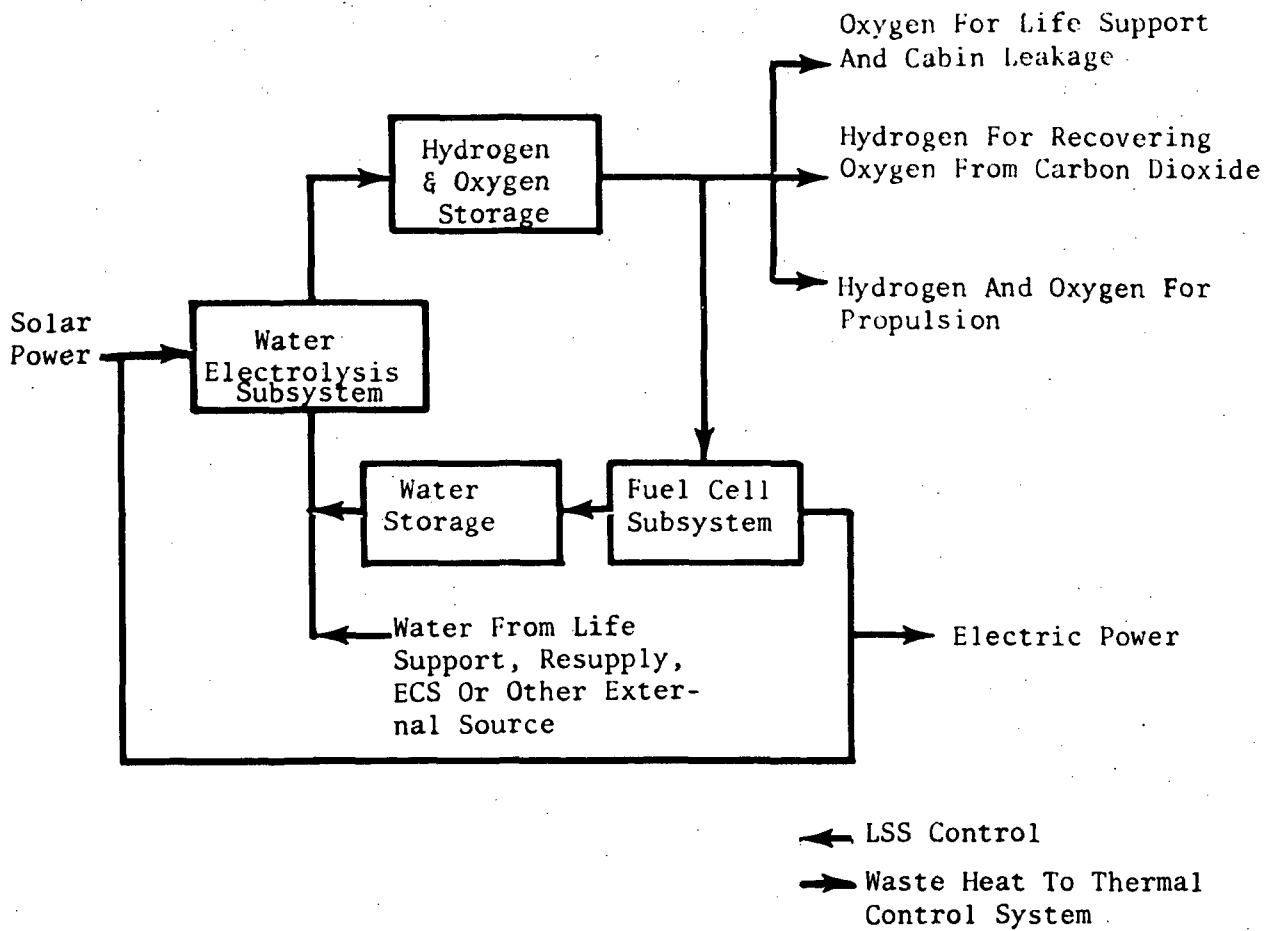 Oxygen For Life Support
And Cabin Leakage
Hydrogen
& Oxygen
Storage
Hydrogen For Recovering
Oxygen From Carbon Dioxide
Hydrogen And Oxygen For
Propulsion
Solar
Power
Water
Electrolysis
Subsystem
Water
Storage
Fuel Cell
Subsystem
Water From Life
Support, Resupply,
ECS Or Other Exter-
nal Source
Electric Power
LSS Control
Waste Heat To Thermal
Control System